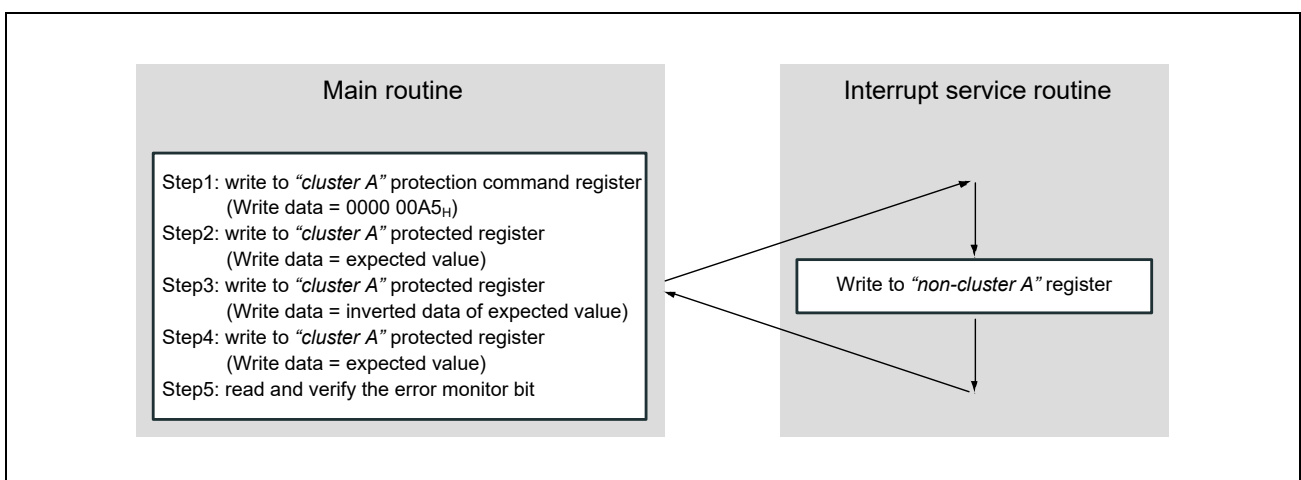 Main routine
Step1: write to “cluster A” protection command register
(Write data = 0000 00A5H)
Step2: write to “cluster A” protected register
(Write data = expected value)
Step3: write to “cluster A” protected register
(Write data = inverted data of expected value)
Step4: write to “cluster A” protected register
(Write data = expected value)
Step5: read and verify the error monitor bit
Interrupt service routine
Write to “non-cluster A” register